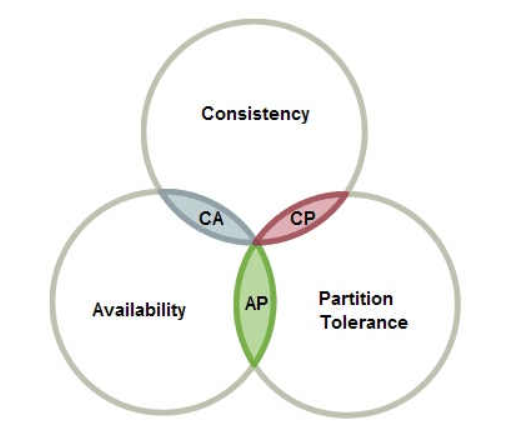 Consistency
CA
CP
AP
Availability
Partition
Tolerance